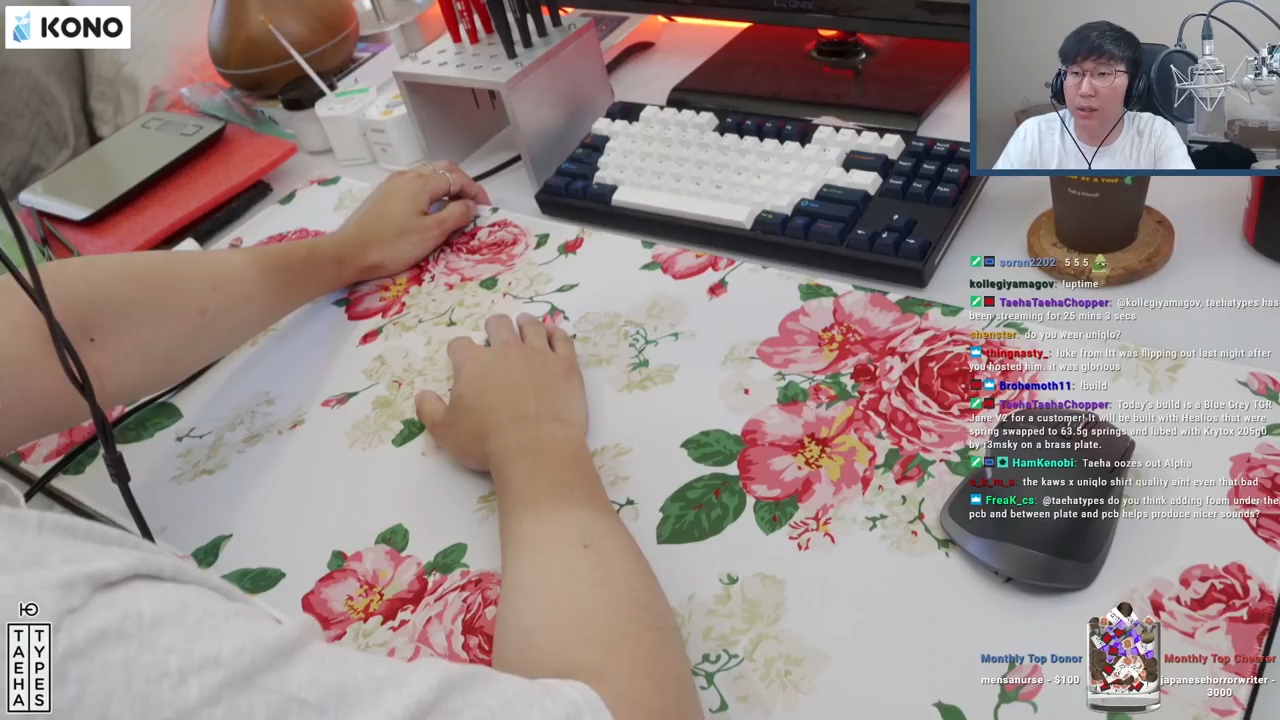 KONO
QNIX
soran2202 5 5 5
kollegiyamagov: !uptime
TaehaTaehaChopper: @kollegiyamagov, taehatypes has
been streaming for 25 mins 3 secs
shenster: do you wear uniqlo?
thingnasty_: luke from ltt was flipping out last night after
you hosted him. it was glorious
Brohemoth11: !build
TaehaTaehaChopper: Today's build is a Blue Grey TGR
Jane V2 for a customer! It will be built with Healios that were
spring swapped to 63.5g springs and lubed with Krytox 205g0
by r3msky on a brass plate.
HamKenobi: Taeha oozes out Alpha
a_k_m_a: the kaws x uniqlo shirt quality aint even that bad
FreaK_cs: @taehatypes do you think adding foam under the
pcb and between plate and pcb helps produce nicer sounds?
TAEHA
TYPES
Monthly Top Donor
mensanurse - $100
Monthly Top Cheerer
japanesehorrorwriter -
3000